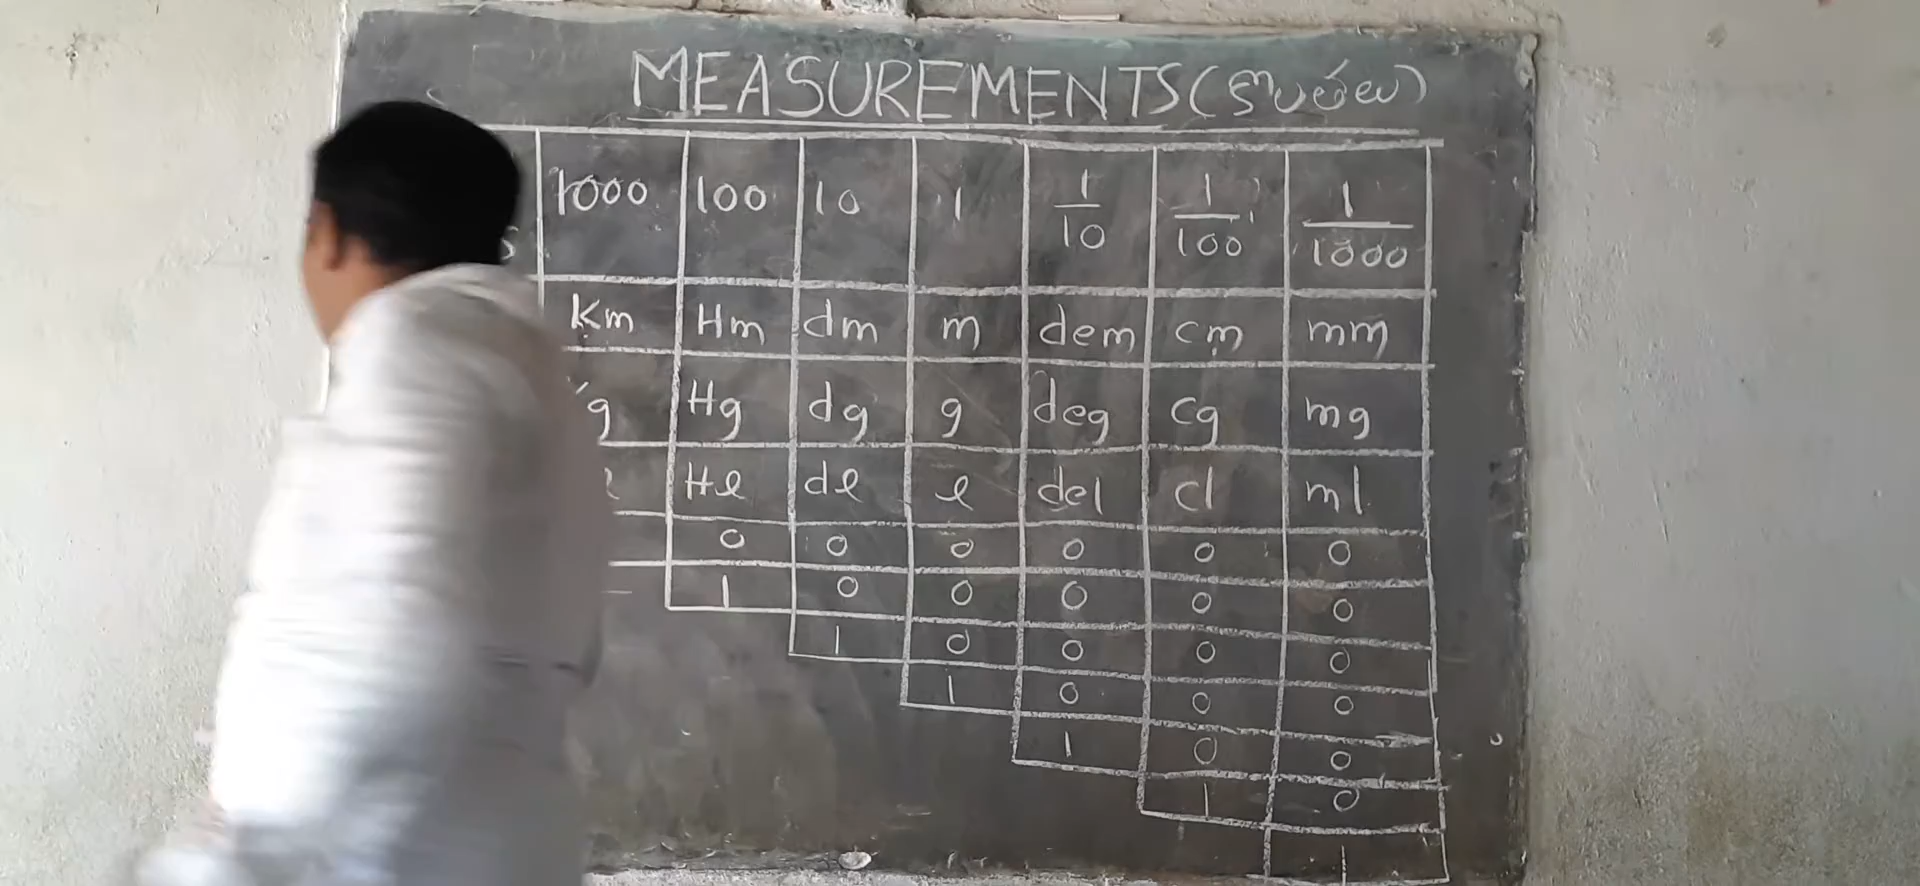 MEASUREMENTS (కొలతలు)
1000 100 10 1 1/10 1/100 1/1000
Km Hm dm m dem cm mm
g Hg dg g deg cg mg
Hl dl l del cl ml
0 0 0 0 0 0
1 0 0 0 0 0
1 0 0 0 0
1 0 0 0
1 0 0
1 0
1